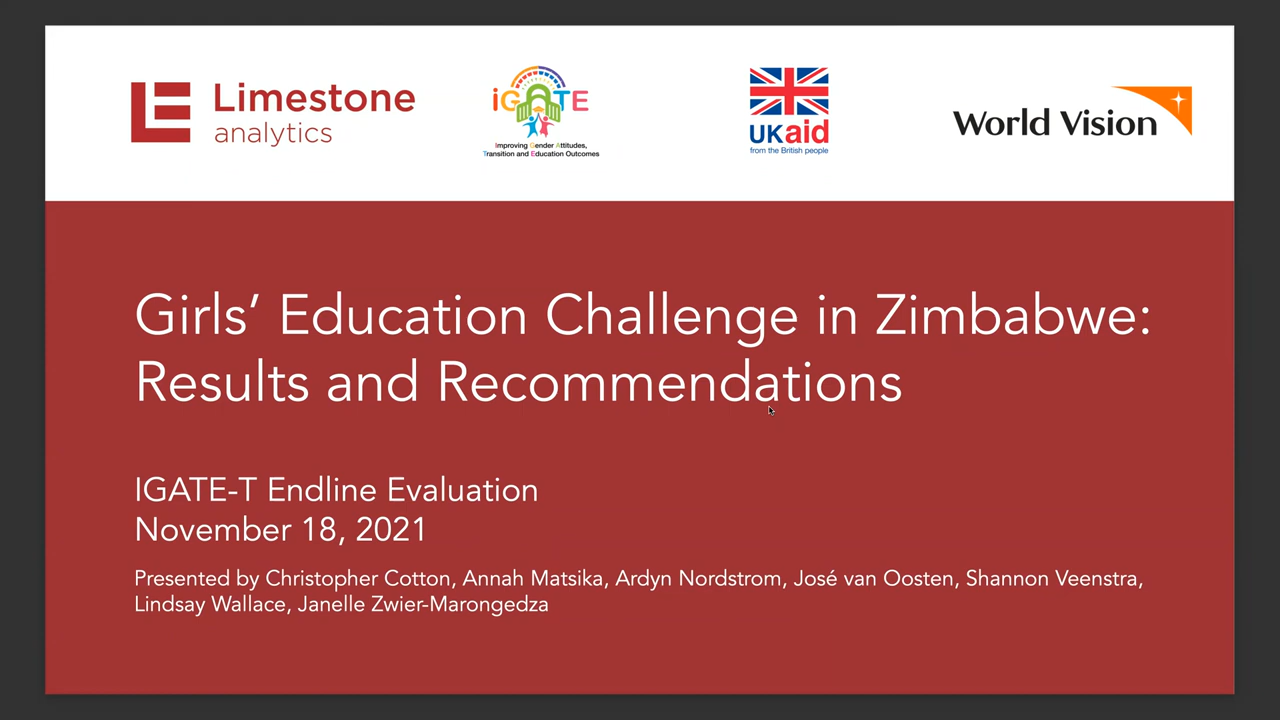 Limestone
analytics
iGATE
Improving Gender Attitudes,
Transition and Education Outcomes
UKaid
from the British people
World Vision
Girls’ Education Challenge in Zimbabwe:
Results and Recommendations
IGATE-T Endline Evaluation
November 18, 2021
Presented by Christopher Cotton, Annah Matsika, Ardyn Nordstrom, José van Oosten, Shannon Veenstra,
Lindsay Wallace, Janelle Zwier-Marongedza